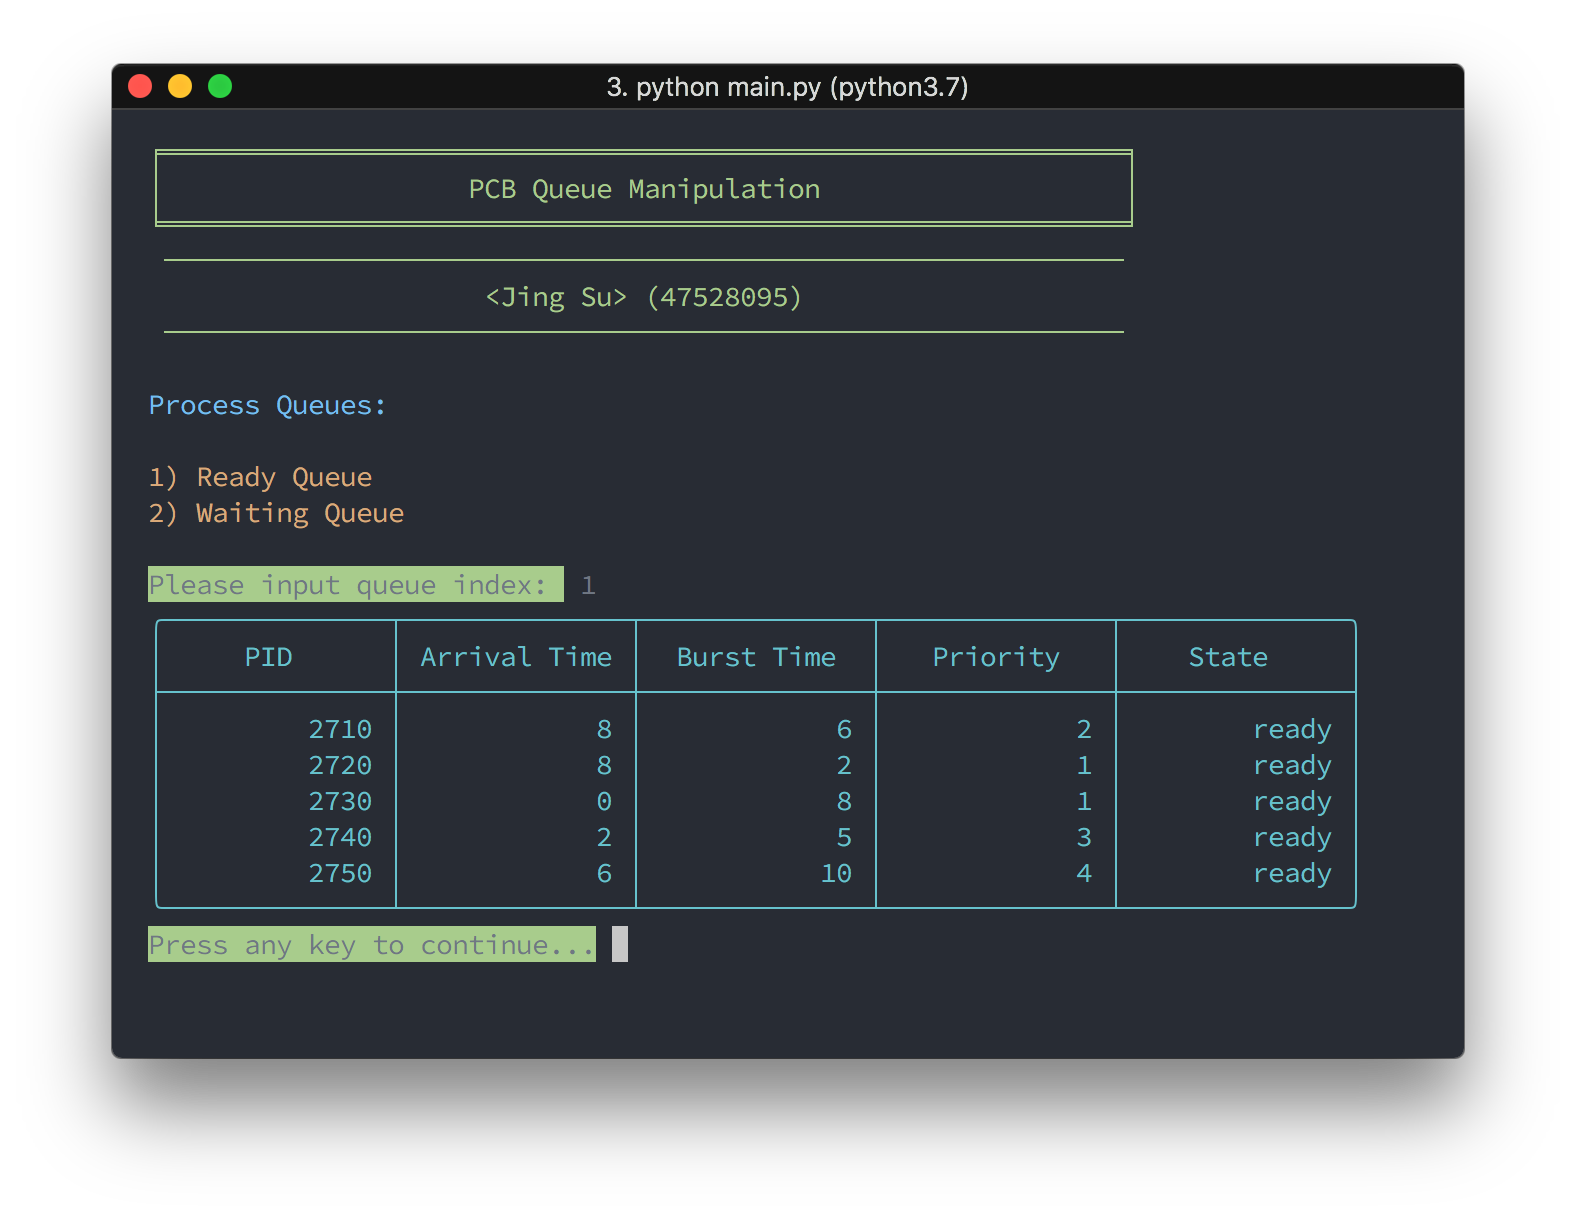 3. python main.py (python3.7)
PCB Queue Manipulation
<Jing Su> (47528095)
Process Queues:
1) Ready Queue
2) Waiting Queue
Please input queue index: 1
PID Arrival Time Burst Time Priority State
2710 8 6 2 ready
2720 8 2 1 ready
2730 0 8 1 ready
2740 2 5 3 ready
2750 6 10 4 ready
Press any key to continue...